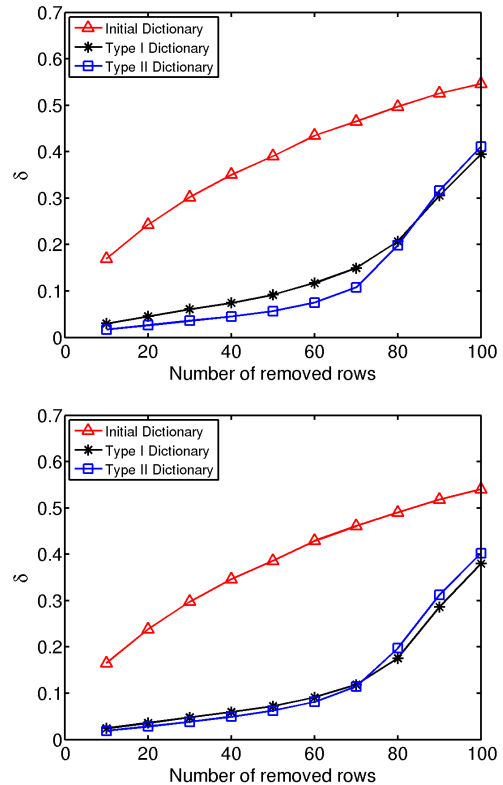 0.7
0.6
0.5
0.4
0.3
0.2
0.1
0
δ
Initial Dictionary
Type I Dictionary
Type II Dictionary
0 20 40 60 80 100
Number of removed rows
0.7
0.6
0.5
0.4
0.3
0.2
0.1
0
δ
Initial Dictionary
Type I Dictionary
Type II Dictionary
0 20 40 60 80 100
Number of removed rows